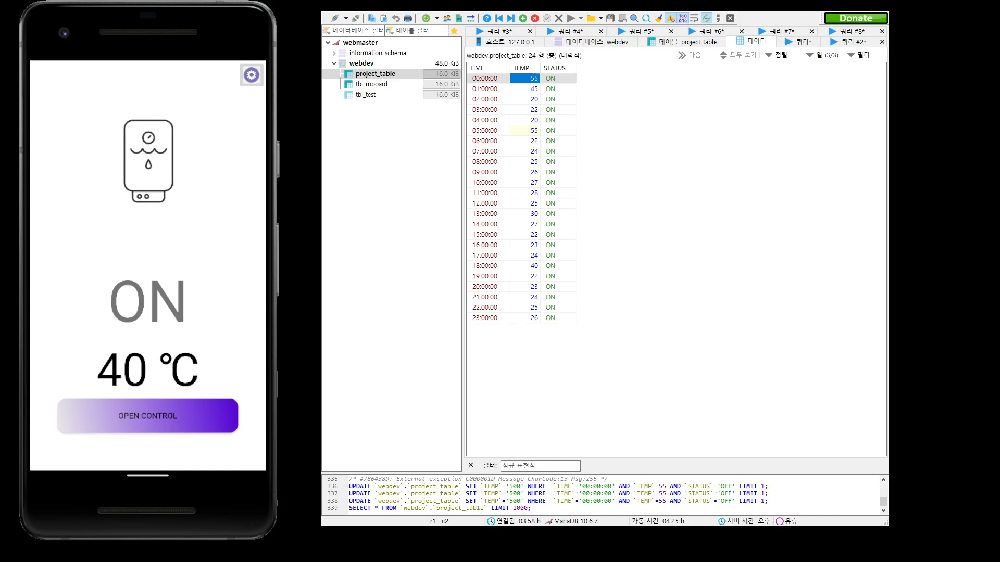 ON
40 ℃
OPEN CONTROL
Donate
데이터베이스 필터
테이블 필터
쿼리 #3*
쿼리 #4*
쿼리 #5*
쿼리 #6*
쿼리 #7*
쿼리 #8*
호스트: 127.0.0.1
데이터베이스: webdev
테이블: project_table
데이터
쿼리*
쿼리 #2*
webmaster
information_schema
webdev 48.0 KiB
project_table 16.0 KiB
tbl_mboard 16.0 KiB
tbl_test 16.0 KiB
webdev.project_table: 24 행 (총) (대략적)
다음
모두 보기
정렬
열 (3/3)
필터
TIME TEMP STATUS
00:00:00 55 ON
01:00:00 45 ON
02:00:00 20 ON
03:00:00 22 ON
04:00:00 20 ON
05:00:00 55 ON
06:00:00 22 ON
07:00:00 24 ON
08:00:00 25 ON
09:00:00 26 ON
10:00:00 27 ON
11:00:00 28 ON
12:00:00 25 ON
13:00:00 30 ON
14:00:00 27 ON
15:00:00 22 ON
16:00:00 23 ON
17:00:00 24 ON
18:00:00 40 ON
19:00:00 22 ON
20:00:00 23 ON
21:00:00 24 ON
22:00:00 25 ON
23:00:00 26 ON
필터: 정규 표현식
335 /* #7864389: External exception C000001D Message CharCode:13 Msg:256 */
336 UPDATE `webdev`.`project_table` SET `TEMP`='500' WHERE  `TIME`='00:00:00' AND `TEMP`=55 AND `STATUS`='OFF' LIMIT 1;
337 UPDATE `webdev`.`project_table` SET `TEMP`='500' WHERE  `TIME`='00:00:00' AND `TEMP`=55 AND `STATUS`='OFF' LIMIT 1;
338 UPDATE `webdev`.`project_table` SET `TEMP`='500' WHERE  `TIME`='00:00:00' AND `TEMP`=55 AND `STATUS`='OFF' LIMIT 1;
339 SELECT * FROM `webdev`.`project_table` LIMIT 1000;
r1 : c2
연결됨: 03:58 h
MariaDB 10.6.7
가동 시간: 04:25 h
서버 시간: 오후
유휴